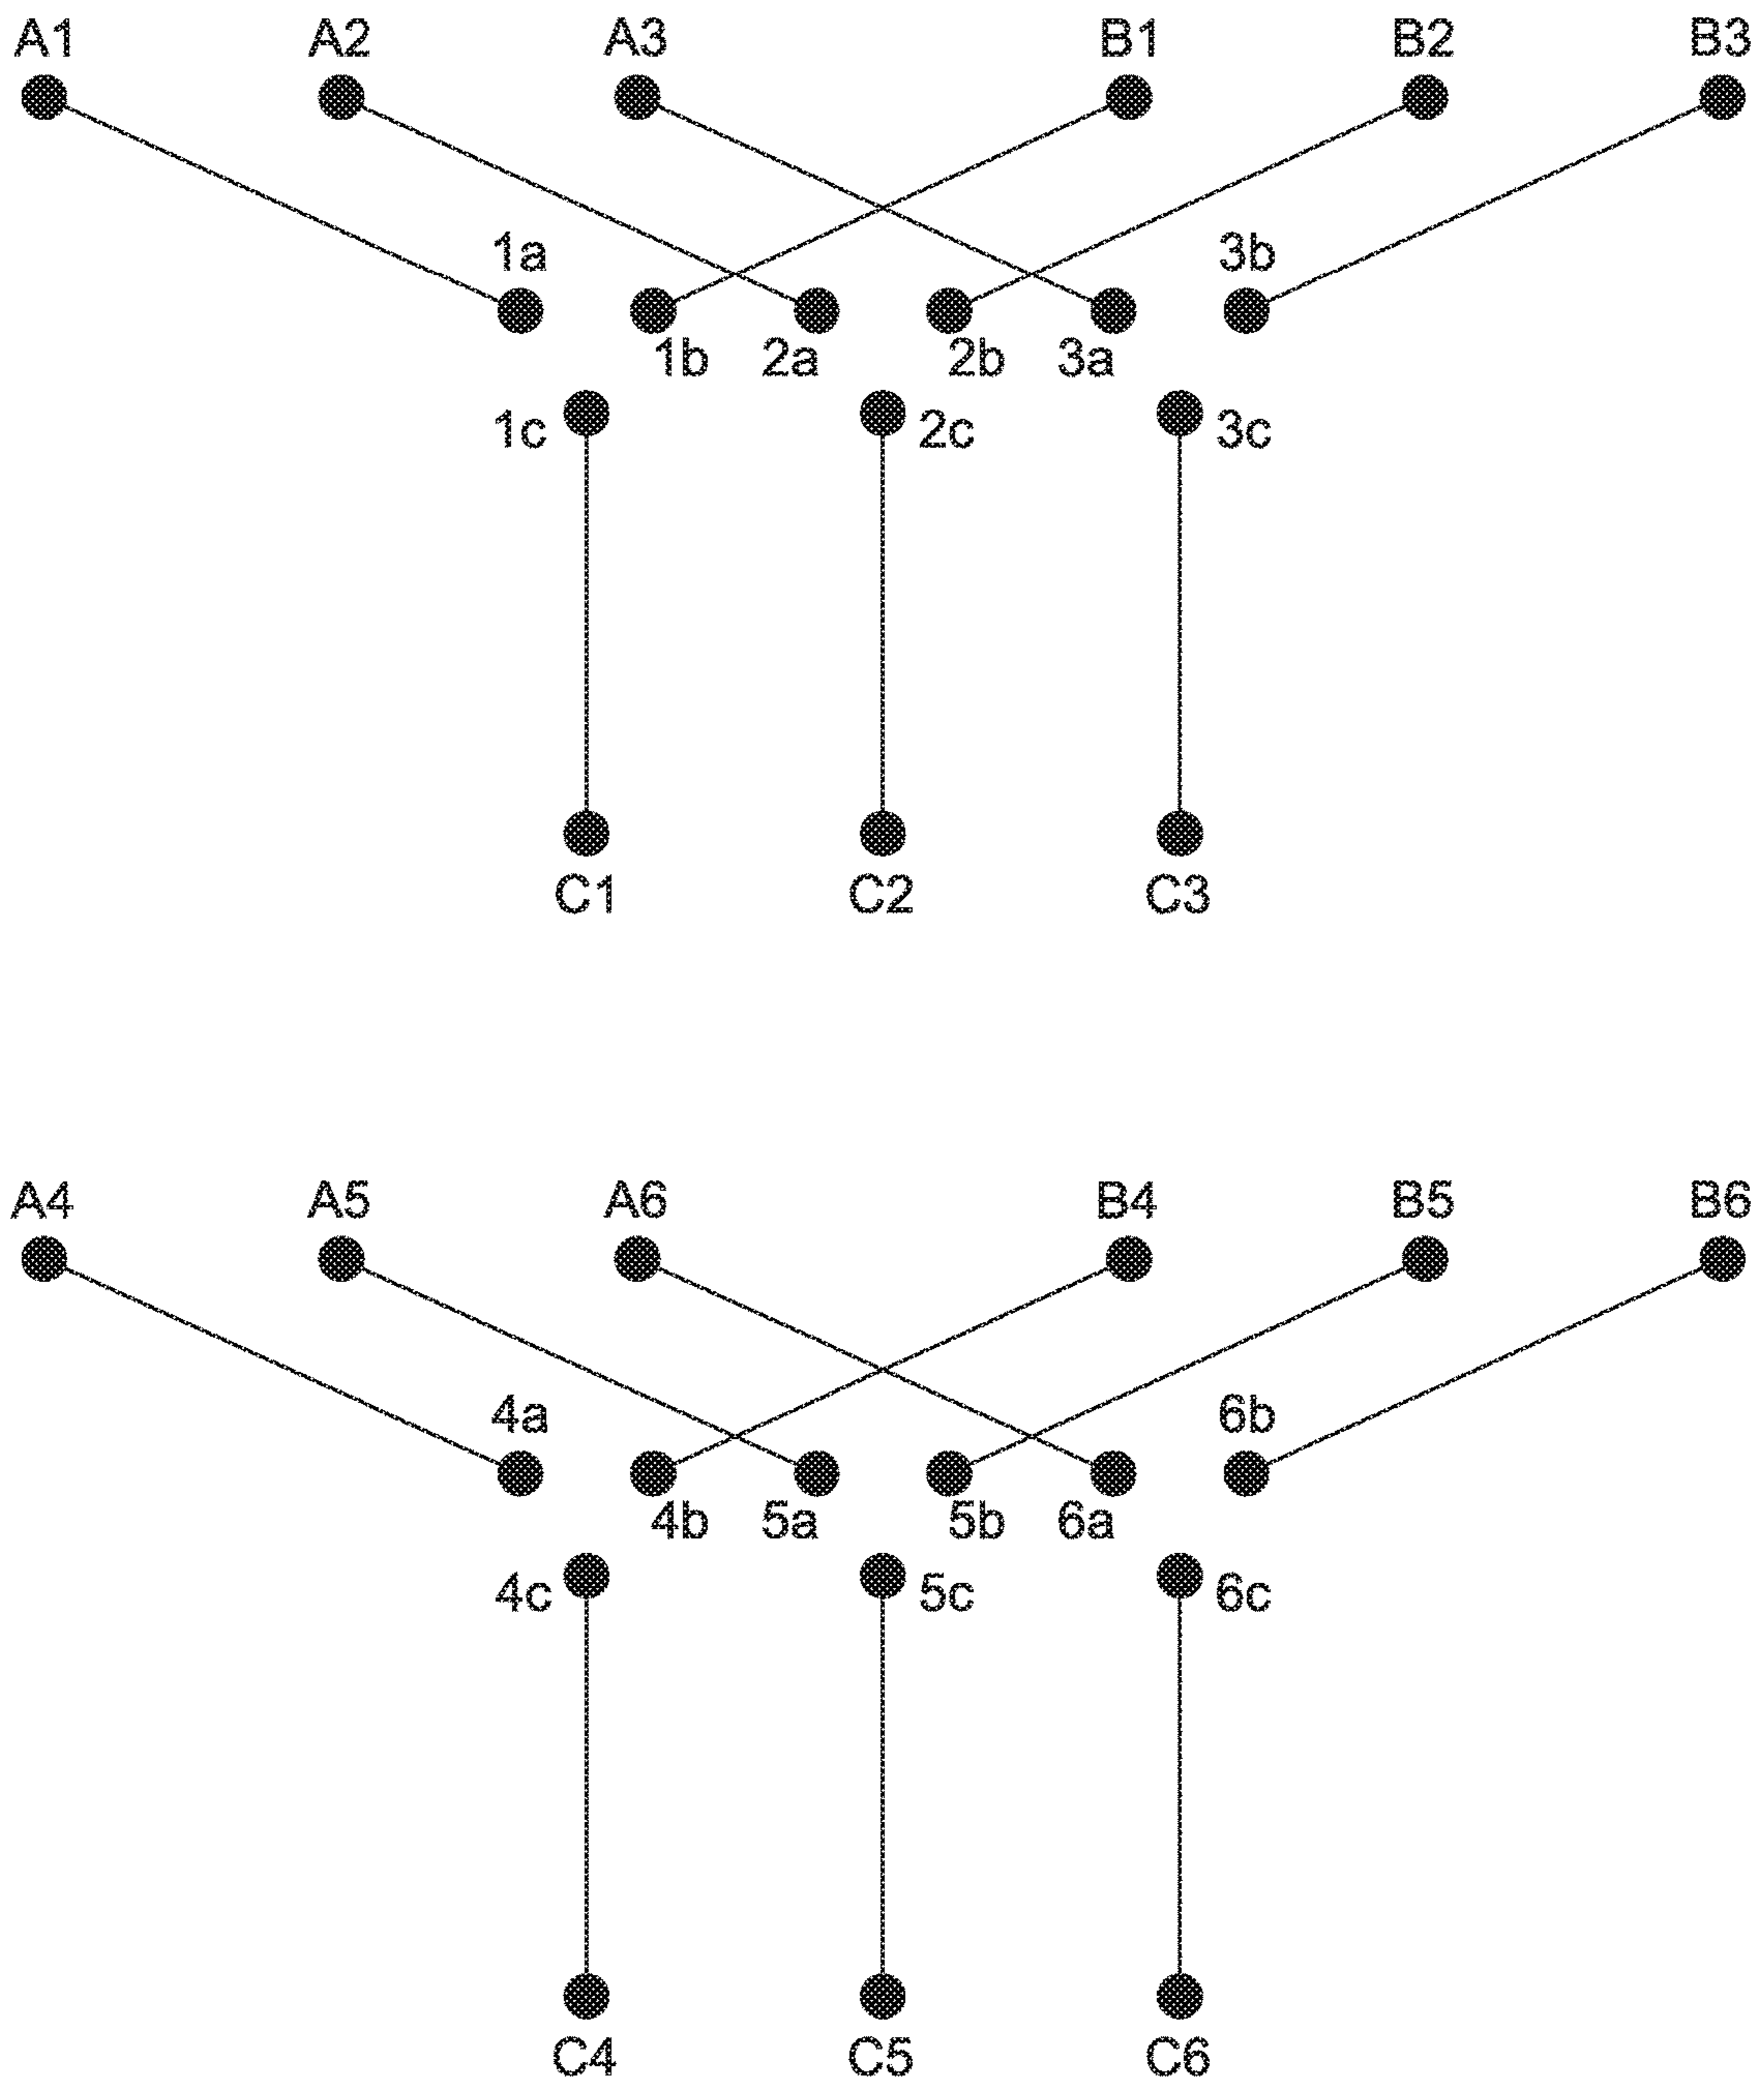 A1 A2 A3 B1 B2 B3
1a 3b
1b 2a 2b 3a
1c 2c 3c
C1 C2 C3
A4 A5 A6 B4 B5 B6
4a 6b
4b 5a 5b 6a
4c 5c 6c
C4 C5 C6